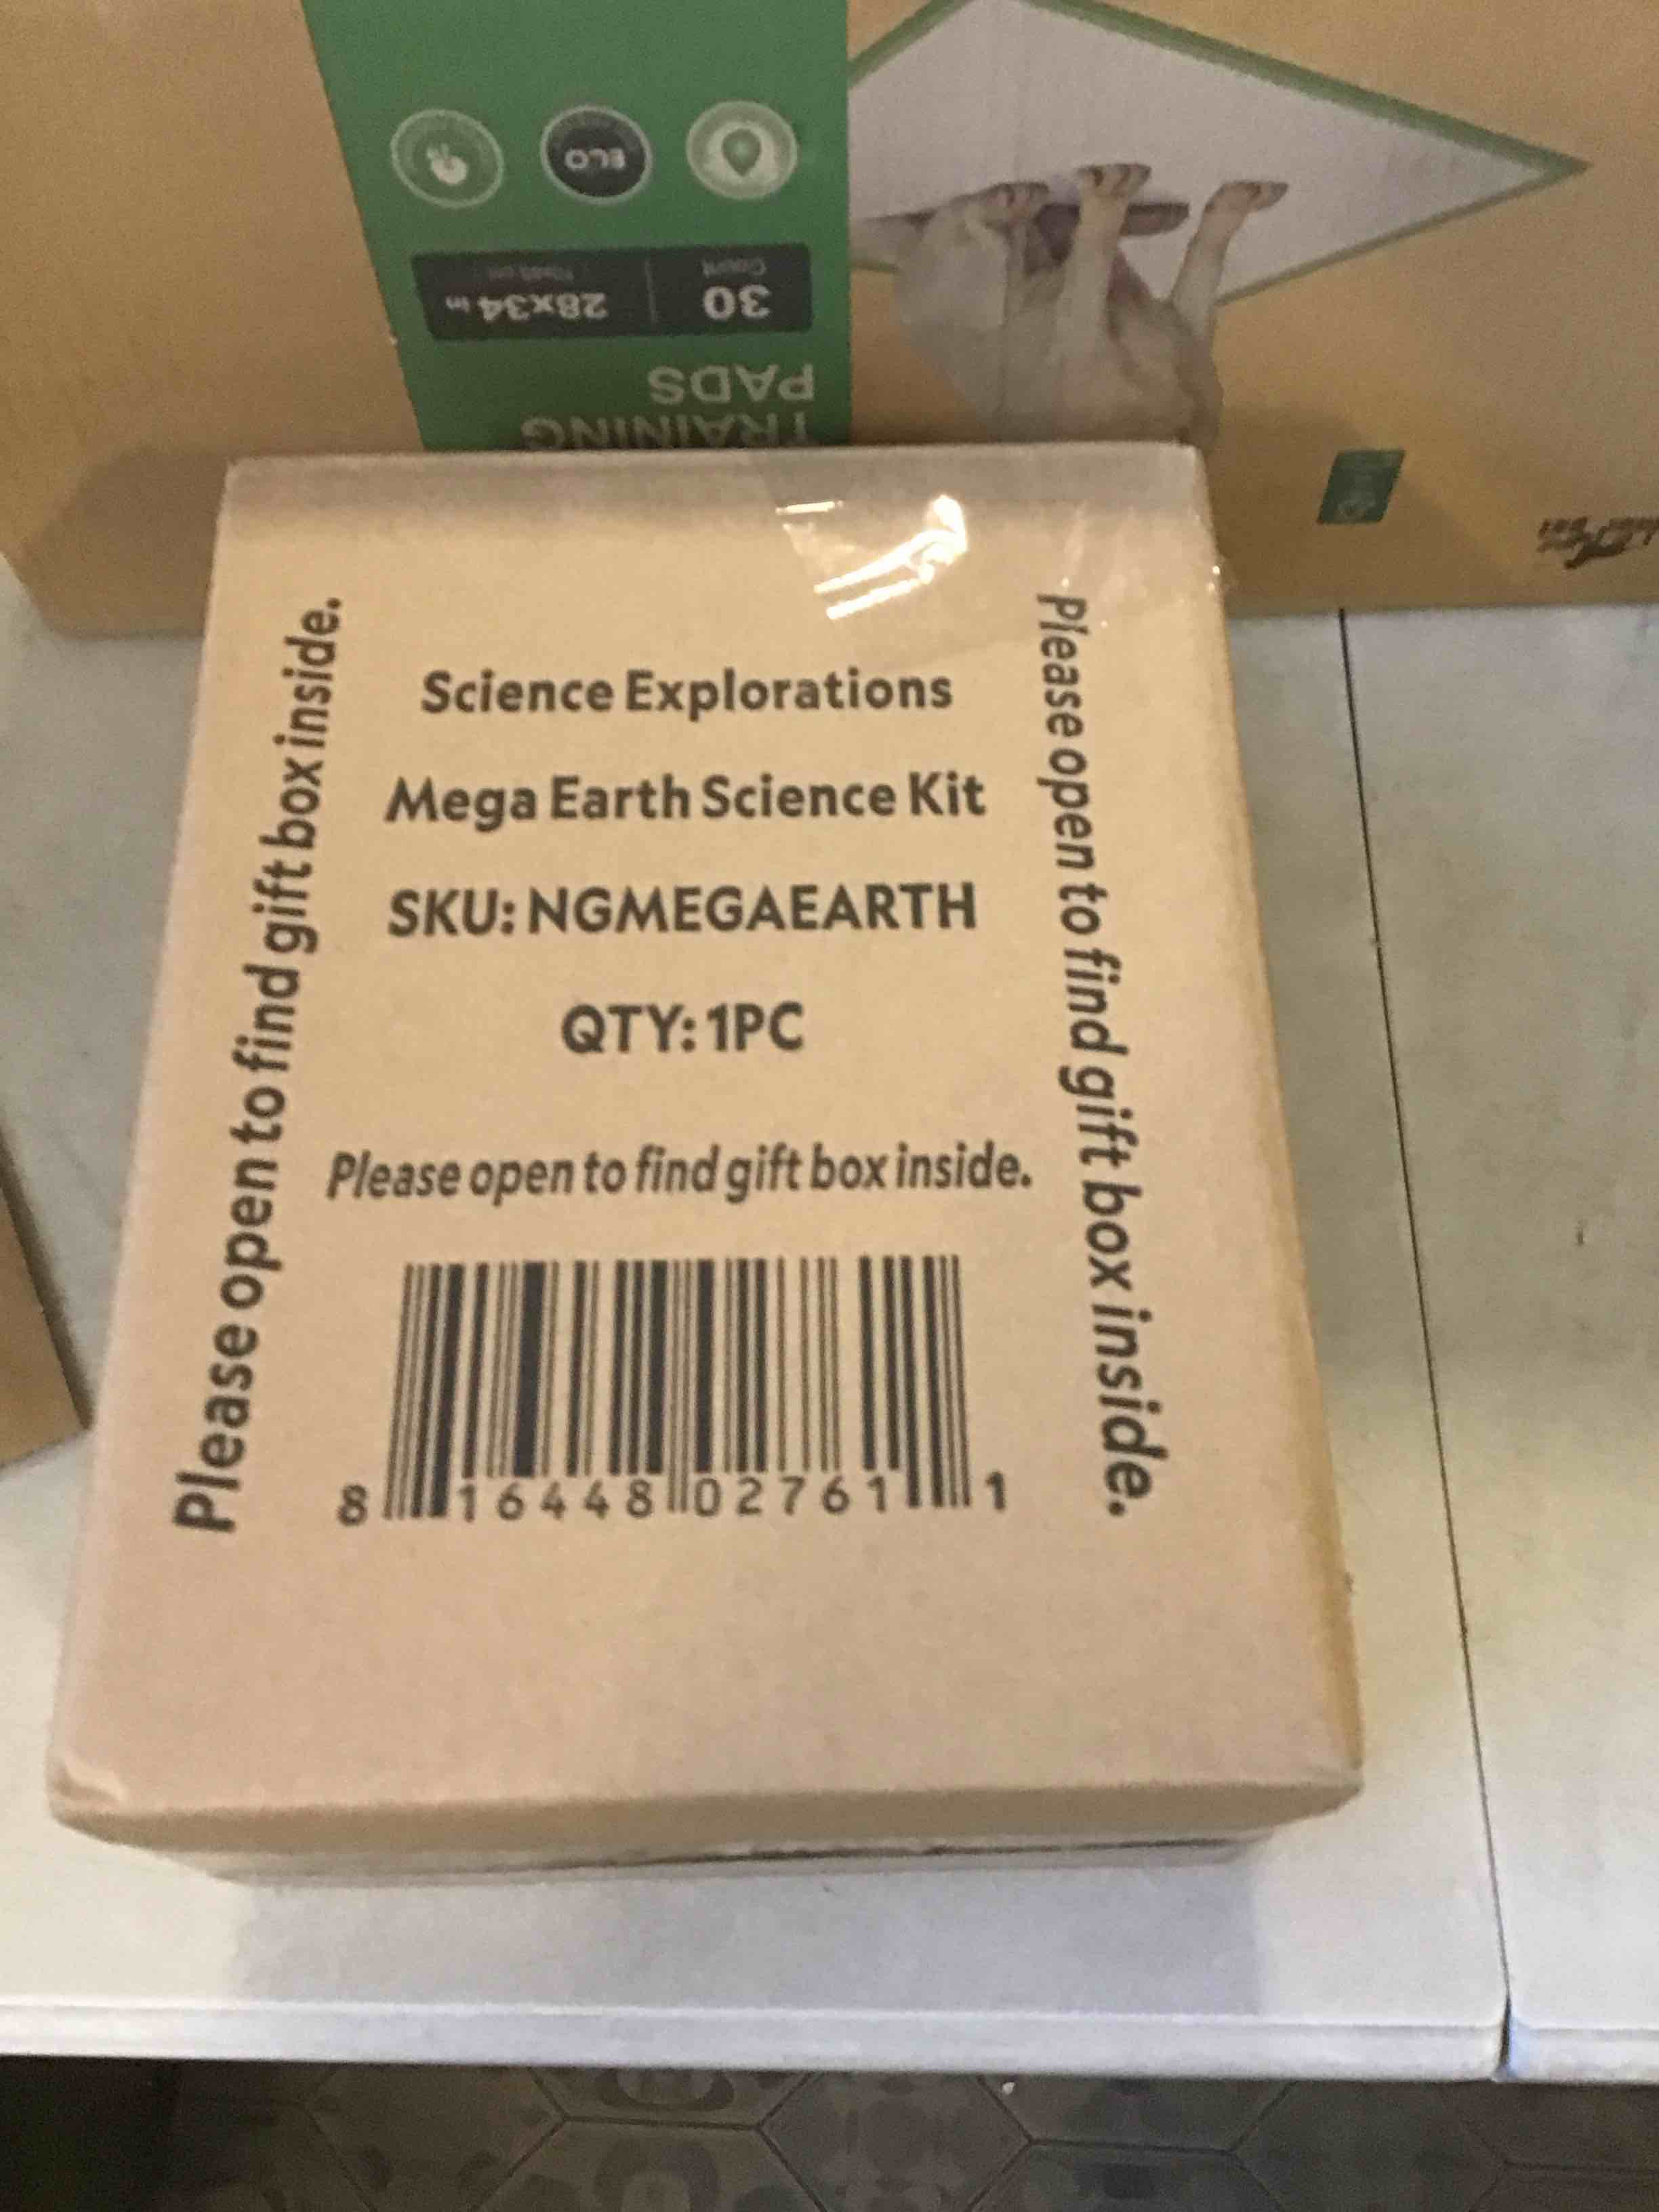 ECO
30
Count
28x34 in
TRAINING
PADS
Science Explorations
Mega Earth Science Kit
SKU: NGMEGAEARTH
QTY: 1PC
Please open to find gift box inside.
8 16448 02761 1
Please open to find gift box inside.
Please open to find gift box inside.